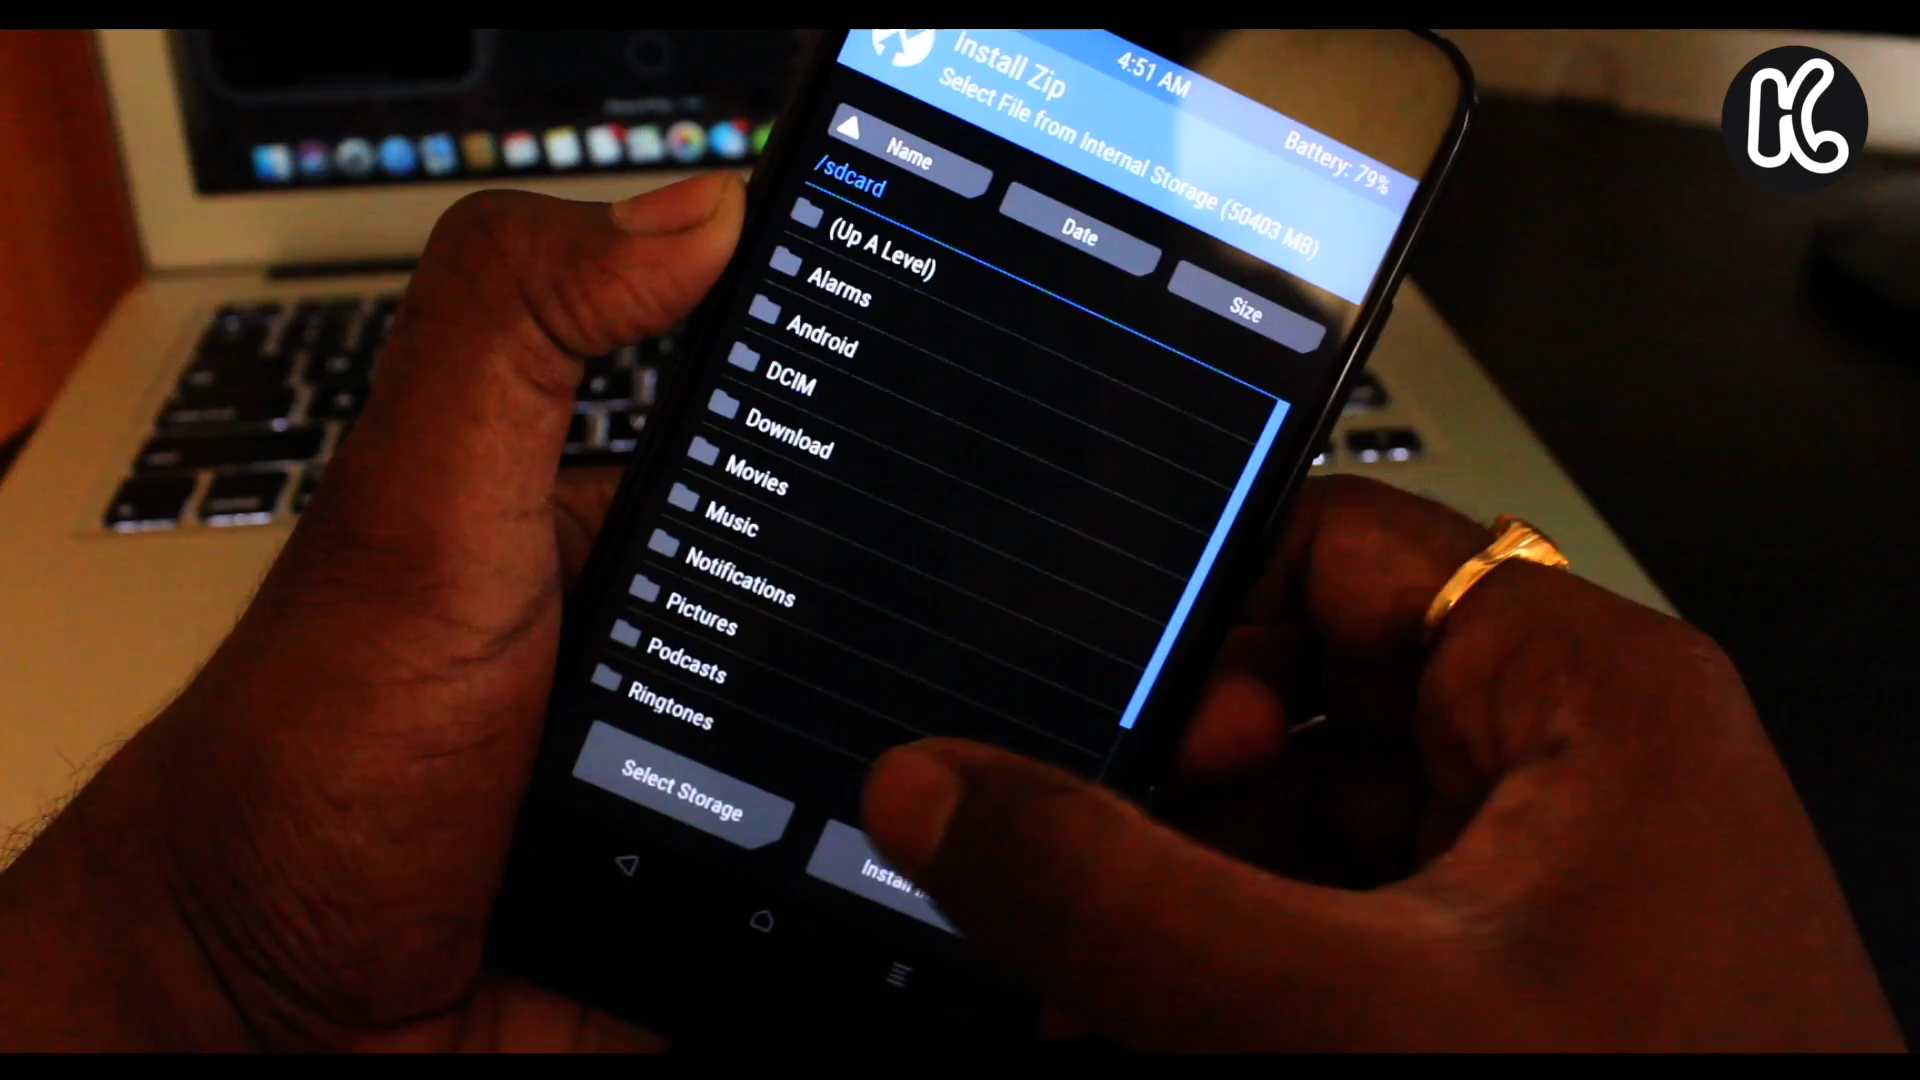 4:51 AM
Battery: 79%
Install Zip
Select File from Internal Storage (50403 MB)
Name
Date
Size
/sdcard
(Up A Level)
Alarms
Android
DCIM
Download
Movies
Music
Notifications
Pictures
Podcasts
Ringtones
Select Storage
Install